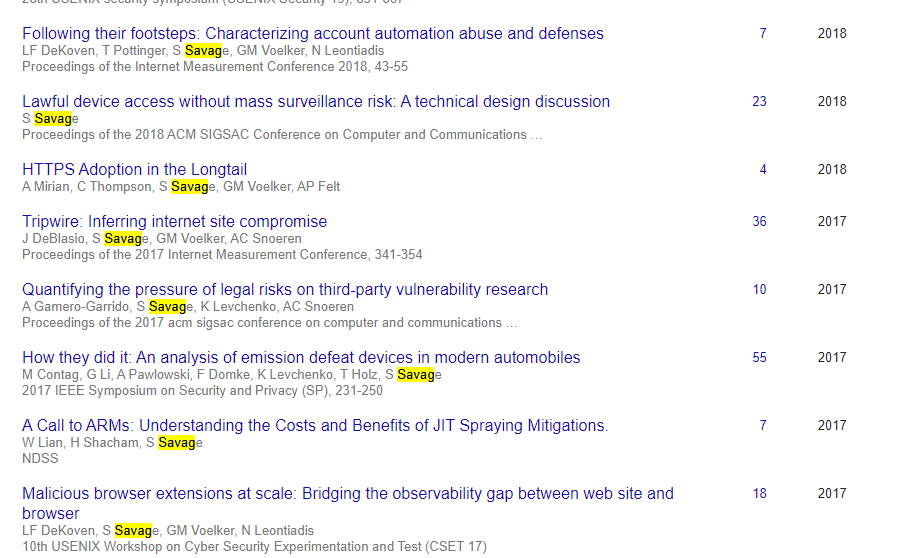 Following their footsteps: Characterizing account automation abuse and defenses 7 2018
LF DeKoven, T Pottinger, S Savage, GM Voelker, N Leontiadis
Proceedings of the Internet Measurement Conference 2018, 43-55
Lawful device access without mass surveillance risk: A technical design discussion 23 2018
S Savage
Proceedings of the 2018 ACM SIGSAC Conference on Computer and Communications …
HTTPS Adoption in the Longtail 4 2018
A Mirian, C Thompson, S Savage, GM Voelker, AP Felt
Tripwire: Inferring internet site compromise 36 2017
J DeBlasio, S Savage, GM Voelker, AC Snoeren
Proceedings of the 2017 Internet Measurement Conference, 341-354
Quantifying the pressure of legal risks on third-party vulnerability research 10 2017
A Gamero-Garrido, S Savage, K Levchenko, AC Snoeren
Proceedings of the 2017 acm sigsac conference on computer and communications …
How they did it: An analysis of emission defeat devices in modern automobiles 55 2017
M Contag, G Li, A Pawlowski, F Domke, K Levchenko, T Holz, S Savage
2017 IEEE Symposium on Security and Privacy (SP), 231-250
A Call to ARMs: Understanding the Costs and Benefits of JIT Spraying Mitigations. 7 2017
W Lian, H Shacham, S Savage
NDSS
Malicious browser extensions at scale: Bridging the observability gap between web site and 18 2017
browser
LF DeKoven, S Savage, GM Voelker, N Leontiadis
10th USENIX Workshop on Cyber Security Experimentation and Test (CSET 17)